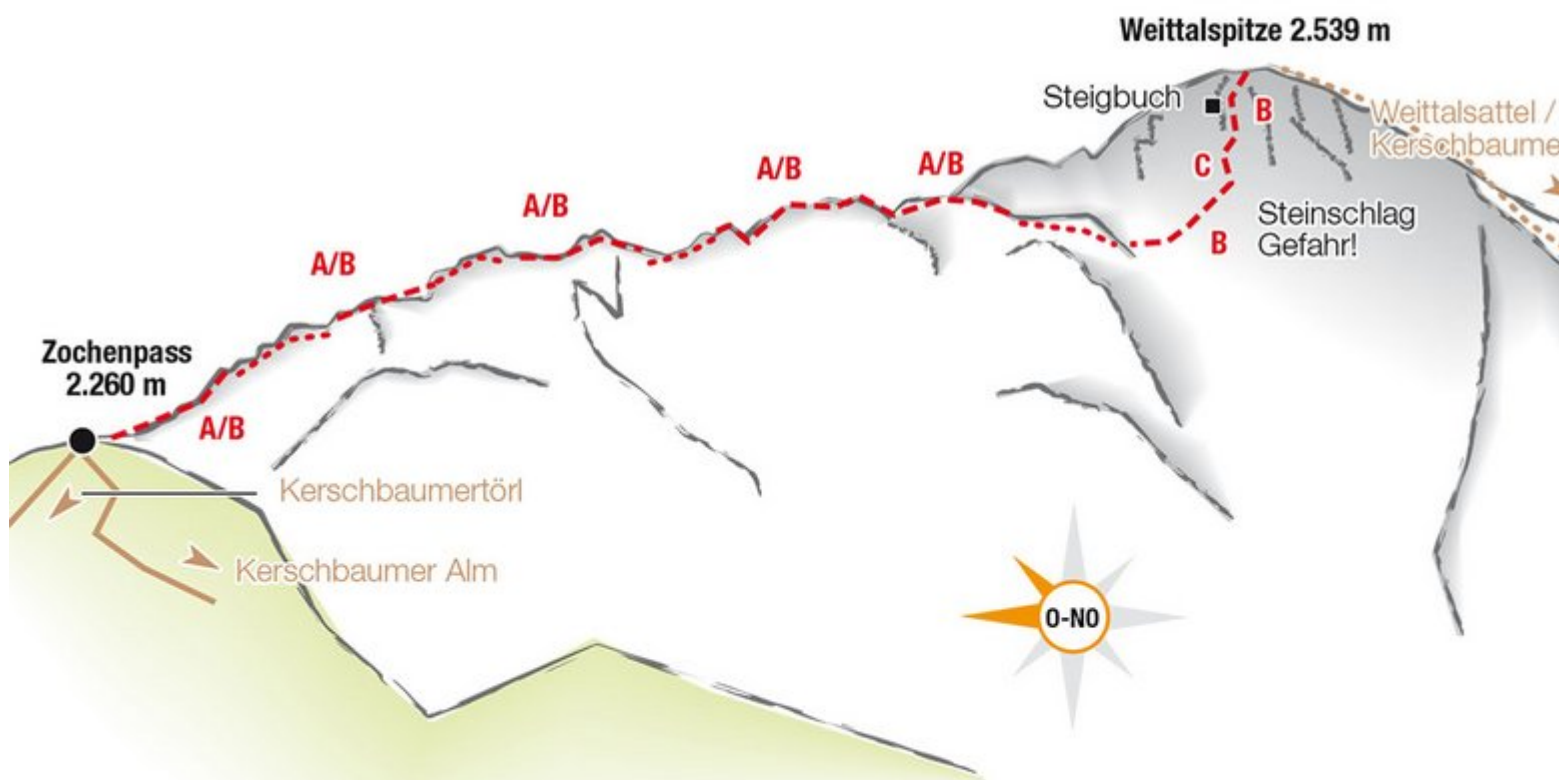 Weittalspitze 2.539 m
Steigbuch
B
Weittalsattel /
Kerschbaume
C
A/B
A/B
A/B
A/B
Steinschlag
Gefahr!
B
Zochenpass
2.260 m
A/B
Kerschbaumertörl
Kerschbaumer Alm
O-NO